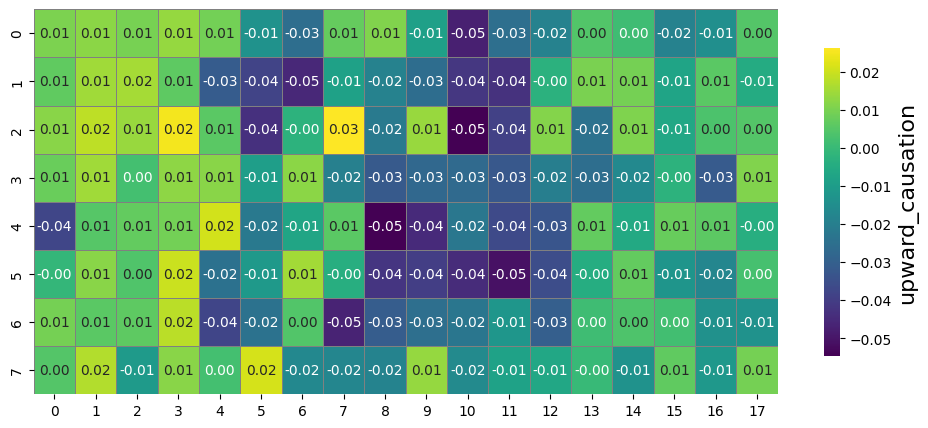 0 0.01 0.01 0.01 0.01 0.01 -0.01 -0.03 0.01 0.01 -0.01 -0.05 -0.03 -0.02 0.00 0.00 -0.02 -0.01 0.00
1 0.01 0.01 0.02 0.01 -0.03 -0.04 -0.05 -0.01 -0.02 -0.03 -0.04 -0.04 -0.00 0.01 0.01 -0.01 0.01 -0.01
2 0.01 0.02 0.01 0.02 0.01 -0.04 -0.00 0.03 -0.02 0.01 -0.05 -0.04 0.01 -0.02 0.01 -0.01 0.00 0.00
3 0.01 0.01 0.00 0.01 0.01 -0.01 0.01 -0.02 -0.03 -0.03 -0.03 -0.03 -0.02 -0.03 -0.02 -0.00 -0.03 0.01
4 -0.04 0.01 0.01 0.01 0.02 -0.02 -0.01 0.01 -0.05 -0.04 -0.02 -0.04 -0.03 0.01 -0.01 0.01 0.01 -0.00
5 -0.00 0.01 0.00 0.02 -0.02 -0.01 0.01 -0.00 -0.04 -0.04 -0.04 -0.05 -0.04 -0.00 0.01 -0.01 -0.02 0.00
6 0.01 0.01 0.01 0.02 -0.04 -0.02 0.00 -0.05 -0.03 -0.03 -0.02 -0.01 -0.03 0.00 0.00 0.00 -0.01 -0.01
7 0.00 0.02 -0.01 0.01 0.00 0.02 -0.02 -0.02 -0.02 0.01 -0.02 -0.01 -0.01 -0.00 -0.01 0.01 -0.01 0.01
0 1 2 3 4 5 6 7 8 9 10 11 12 13 14 15 16 17
0.02
0.01
0.00
−0.01
−0.02
−0.03
−0.04
−0.05
upward_causation